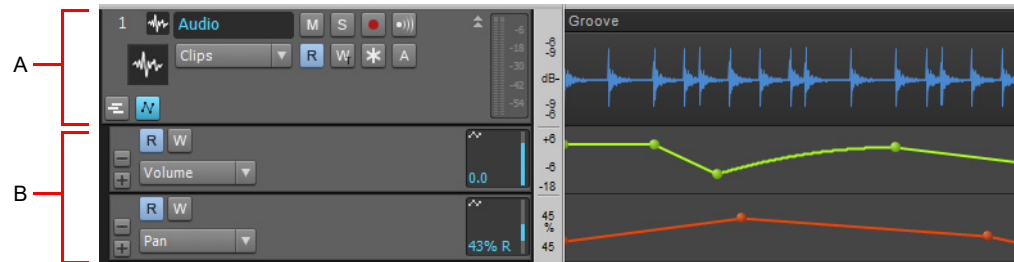 A
B
1 Audio M S
Clips R W A
R W
Volume
0.0
R W
Pan
43% R
-6
-18
-30
-42
-54
-6
-9
dB-
-9
-6
+6
-6
-18
45
%
45
Groove